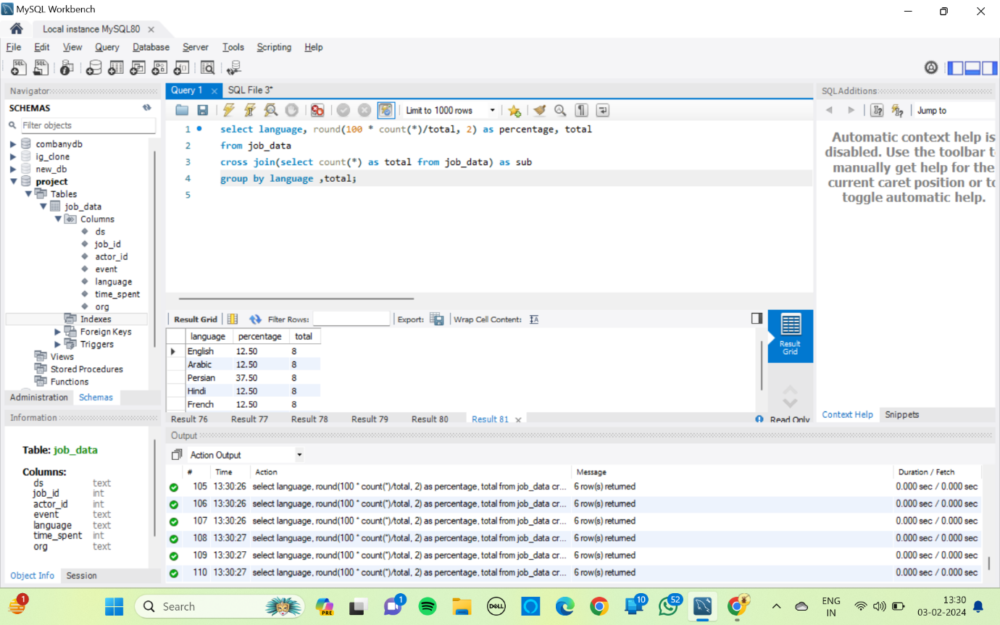 MySQL Workbench
Local instance MySQL80
File Edit View Query Database Server Tools Scripting Help
Navigator
SCHEMAS
Filter objects
combanydb
ig_clone
new_db
project
Tables
job_data
Columns
ds
job_id
actor_id
event
language
time_spent
org
Indexes
Foreign Keys
Triggers
Views
Stored Procedures
Functions
Administration Schemas
Information
Table: job_data
Columns:
ds text
job_id int
actor_id int
event text
language text
time_spent int
org text
Object Info Session
Query 1 SQL File 3*
Limit to 1000 rows
1 select language, round(100 * count(*)/total, 2) as percentage, total
2 from job_data
3 cross join(select count(*) as total from job_data) as sub
4 group by language ,total;
5
Result Grid Filter Rows: Export: Wrap Cell Content:
language percentage total
English 12.50 8
Arabic 12.50 8
Persian 37.50 8
Hindi 12.50 8
French 12.50 8
Result Grid
Result 76 Result 77 Result 78 Result 79 Result 80 Result 81 Read Only
Output
Action Output
# Time Action Message Duration / Fetch
105 13:30:26 select language, round(100 * count(*)/total, 2) as percentage, total from job_data cr... 6 row(s) returned 0.000 sec / 0.000 sec
106 13:30:26 select language, round(100 * count(*)/total, 2) as percentage, total from job_data cr... 6 row(s) returned 0.000 sec / 0.000 sec
107 13:30:26 select language, round(100 * count(*)/total, 2) as percentage, total from job_data cr... 6 row(s) returned 0.000 sec / 0.000 sec
108 13:30:27 select language, round(100 * count(*)/total, 2) as percentage, total from job_data cr... 6 row(s) returned 0.000 sec / 0.000 sec
109 13:30:27 select language, round(100 * count(*)/total, 2) as percentage, total from job_data cr... 6 row(s) returned 0.000 sec / 0.000 sec
110 13:30:27 select language, round(100 * count(*)/total, 2) as percentage, total from job_data cr... 6 row(s) returned 0.000 sec / 0.000 sec
SQLAdditions
Jump to
Automatic context help is
disabled. Use the toolbar t
manually get help for the
current caret position or to
toggle automatic help.
Context Help Snippets
1
Search
PRE
1
DELL
10
52
ENG
IN
13:30
03-02-2024